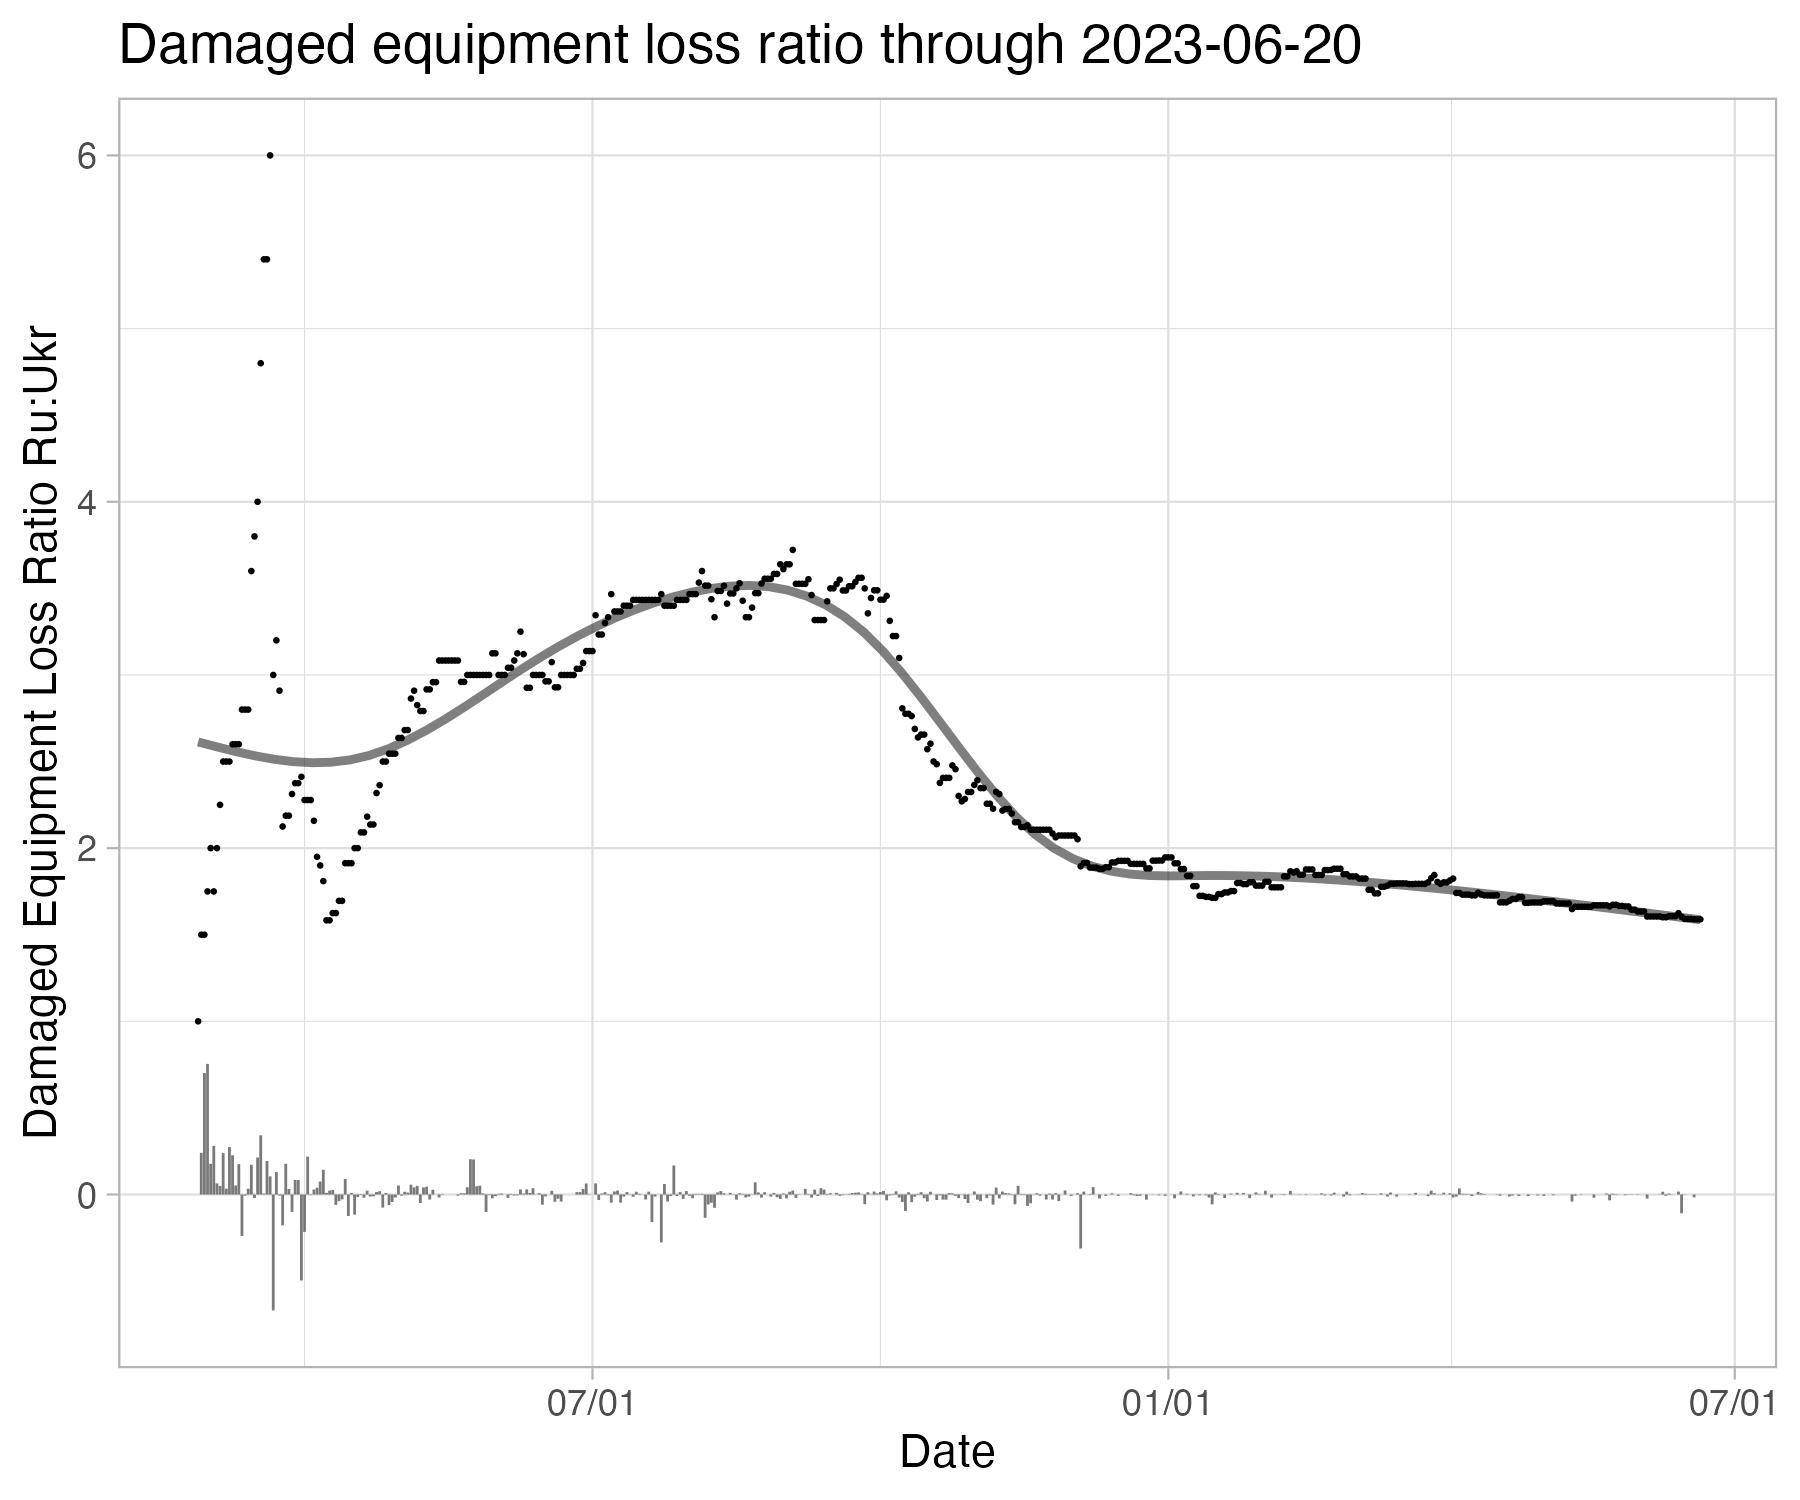 Damaged equipment loss ratio through 2023-06-20
Damaged Equipment Loss Ratio Ru:Ukr
6
4
2
0
07/01
01/01
07/01
Date